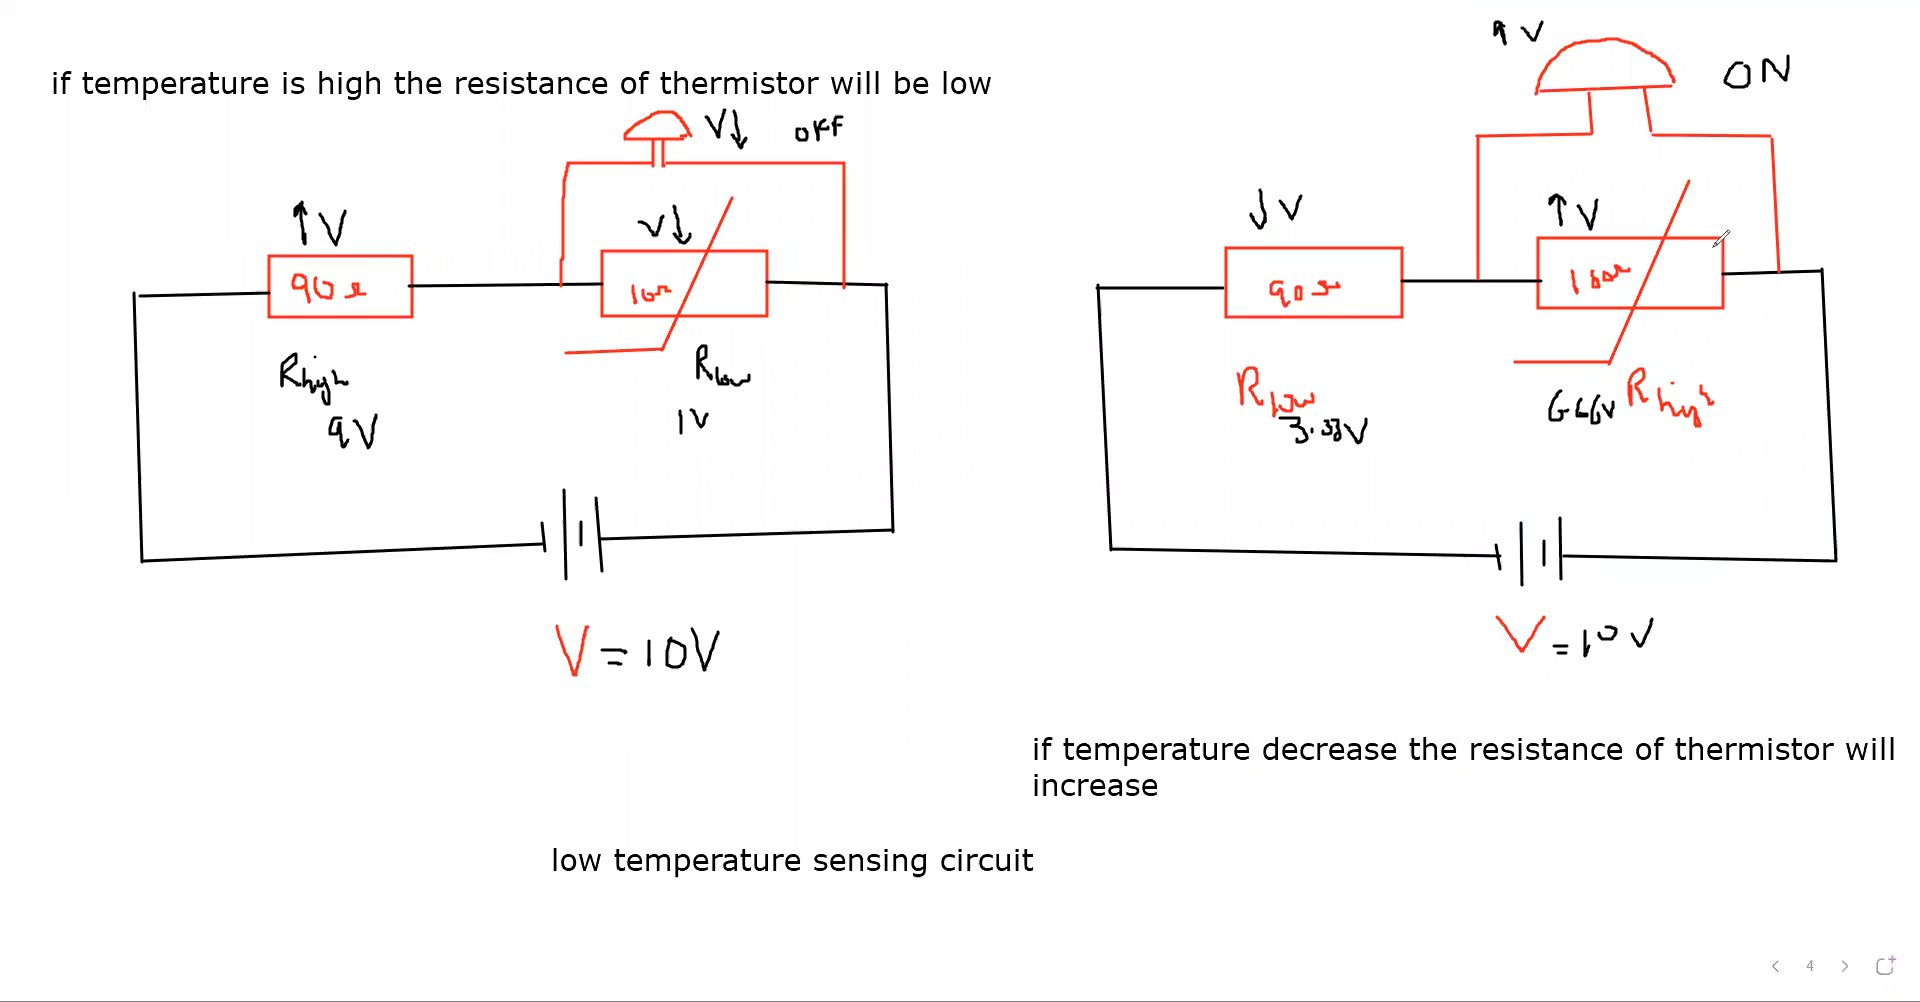 if temperature is high the resistance of thermistor will be low
V↓ OFF
↑V
V↓
90Ω
10Ω
Rhigh
Rlow
9V
1V
V = 10V
↑V
ON
↓V
↑V
90Ω
Rlow
Rhigh
3.33V
6.66V
V = 10V
if temperature decrease the resistance of thermistor will
increase
low temperature sensing circuit
4